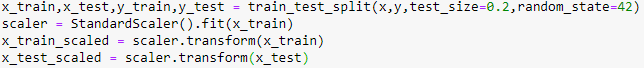 x_train,x_test,y_train,y_test = train_test_split(x,y,test_size=0.2,random_state=42)
scaler = StandardScaler().fit(x_train)
x_train_scaled = scaler.transform(x_train)
x_test_scaled = scaler.transform(x_test)